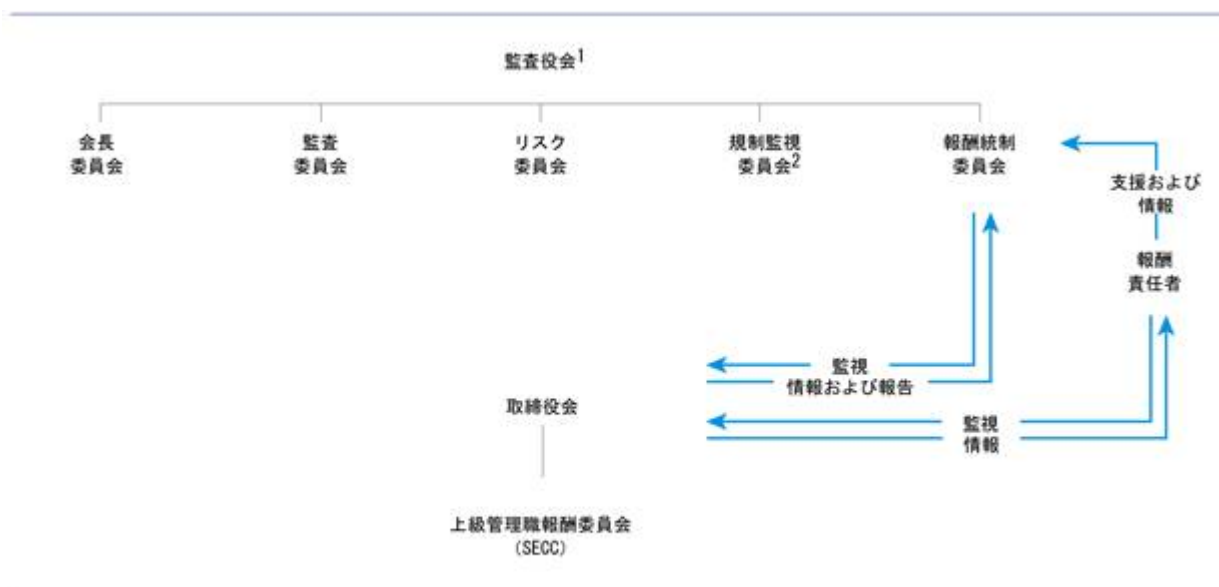 監査役会1
会長
委員会
監査
委員会
リスク
委員会
規制監視
委員会2
報酬統制
委員会
支援および
情報
報酬
責任者
監視
情報および報告
取締役会
監視
情報
上級管理職報酬委員会
(SECC)